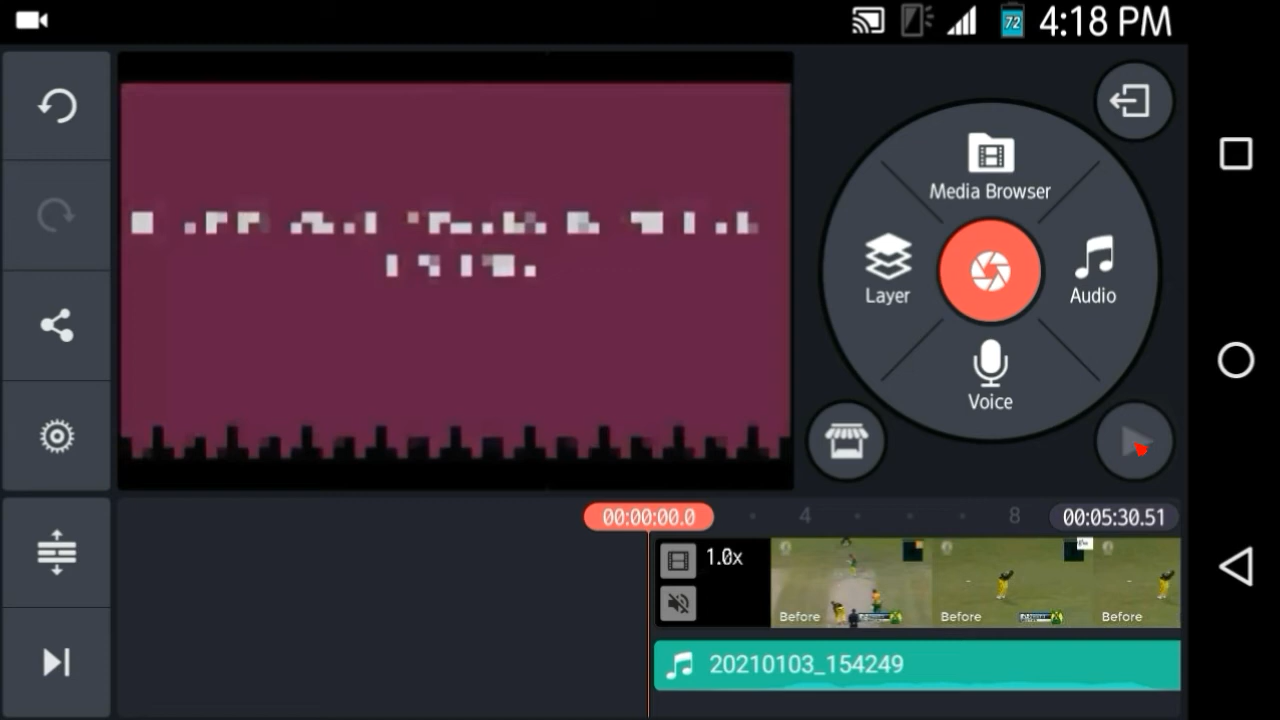 72 4:18 PM
Media Browser
Layer
Audio
Voice
00:00:00.0 4 8 00:05:30.51
1.0x
Before Before Before
20210103_154249